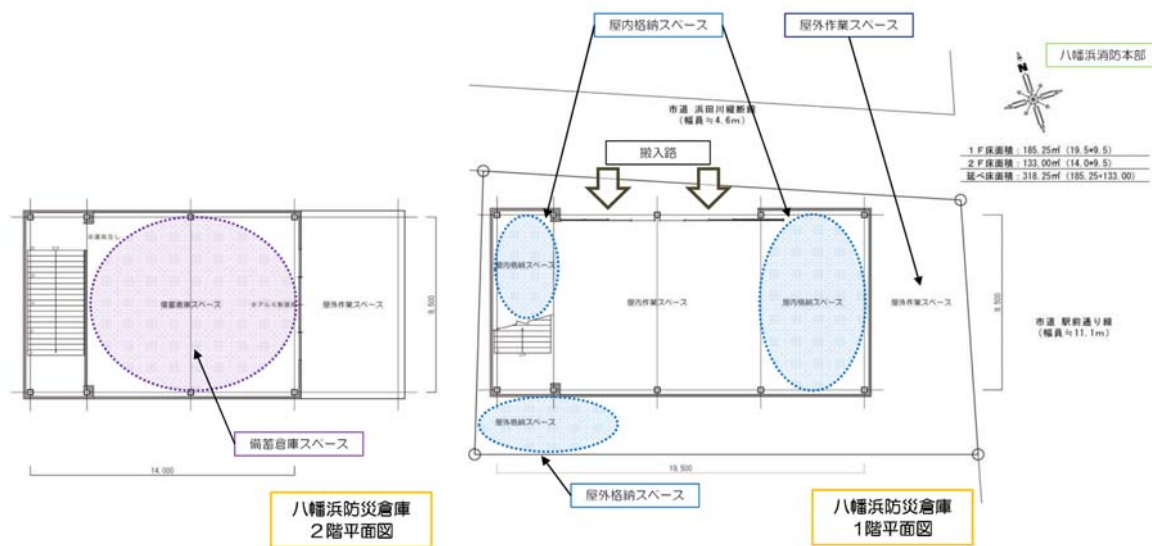 屋内格納スペース
屋外作業スペース
八幡浜消防本部
N
市道 浜田川縦断線
(幅員≒4.6m)
搬入路
1F床面積:185.25㎡ (19.5*9.5)
2F床面積:133.00㎡ (14.0*9.5)
延べ床面積:318.25㎡ (185.25+133.00)
備蓄倉庫スペース
屋外作業スペース
9,500
屋内格納スペース
屋内作業スペース
屋内格納スペース
屋外作業スペース
9,500
市道 駅前通り線
(幅員≒11.1m)
屋外格納スペース
備蓄倉庫スペース
14,000
19,500
屋外格納スペース
八幡浜防災倉庫
2階平面図
八幡浜防災倉庫
1階平面図